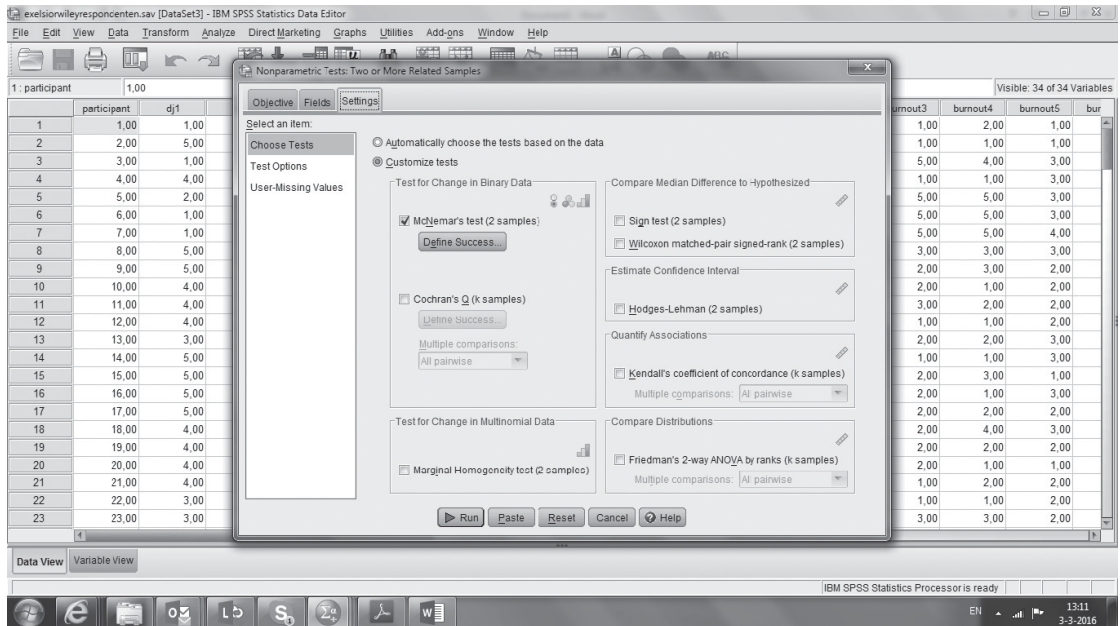 exelsiorwileyrespondenten.sav [DataSet3] - IBM SPSS Statistics Data Editor
File Edit View Data Transform Analyze Direct Marketing Graphs Utilities Add-ons Window Help
1 : participant 1,00 Visible: 34 of 34 Variables
participant dj1 burnout4 burnout5
1 1,00 1,00 1,00 2,00 1,00
2 2,00 5,00 1,00 1,00 1,00
3 3,00 1,00 5,00 4,00 3,00
4 4,00 4,00 1,00 1,00 3,00
5 5,00 2,00 5,00 5,00 3,00
6 6,00 1,00 5,00 5,00 3,00
7 7,00 1,00 5,00 5,00 4,00
8 8,00 5,00 3,00 3,00 3,00
9 9,00 5,00 2,00 3,00 2,00
10 10,00 4,00 2,00 1,00 2,00
11 11,00 4,00 3,00 2,00 2,00
12 12,00 4,00 1,00 1,00 2,00
13 13,00 3,00 2,00 2,00 3,00
14 14,00 5,00 1,00 1,00 3,00
15 15,00 5,00 2,00 3,00 1,00
16 16,00 5,00 2,00 1,00 3,00
17 17,00 5,00 2,00 2,00 2,00
18 18,00 4,00 2,00 4,00 3,00
19 19,00 4,00 2,00 2,00 2,00
20 20,00 4,00 2,00 1,00 1,00
21 21,00 4,00 1,00 2,00 2,00
22 22,00 3,00 1,00 1,00 2,00
23 23,00 3,00 3,00 3,00 2,00
Nonparametric Tests: Two or More Related Samples
Objective Fields Settings
Select an item:
Choose Tests
Test Options
User-Missing Values
Automatically choose the tests based on the data
Customize tests
Test for Change in Binary Data
McNemar's test (2 samples)
Define Success...
Cochran's Q (k samples)
Define Success...
Multiple comparisons:
All pairwise
Test for Change in Multinomial Data
Marginal Homogeneity test (2 samples)
Compare Median Difference to Hypothesized
Sign test (2 samples)
Wilcoxon matched-pair signed-rank (2 samples)
Estimate Confidence Interval
Hodges-Lehman (2 samples)
Quantify Associations
Kendall's coefficient of concordance (k samples)
Multiple comparisons: All pairwise
Compare Distributions
Friedman's 2-way ANOVA by ranks (k samples)
Multiple comparisons: All pairwise
Run Paste Reset Cancel Help
Data View Variable View
IBM SPSS Statistics Processor is ready
EN 13:11
3-3-2016